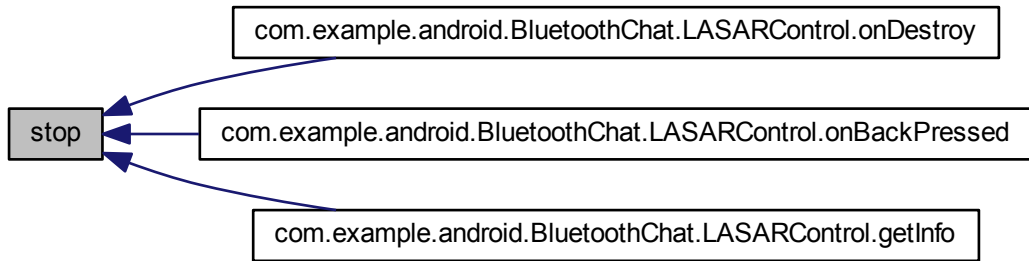 com.example.android.BluetoothChat.LASARControl.onDestroy
stop
com.example.android.BluetoothChat.LASARControl.onBackPressed
com.example.android.BluetoothChat.LASARControl.getInfo